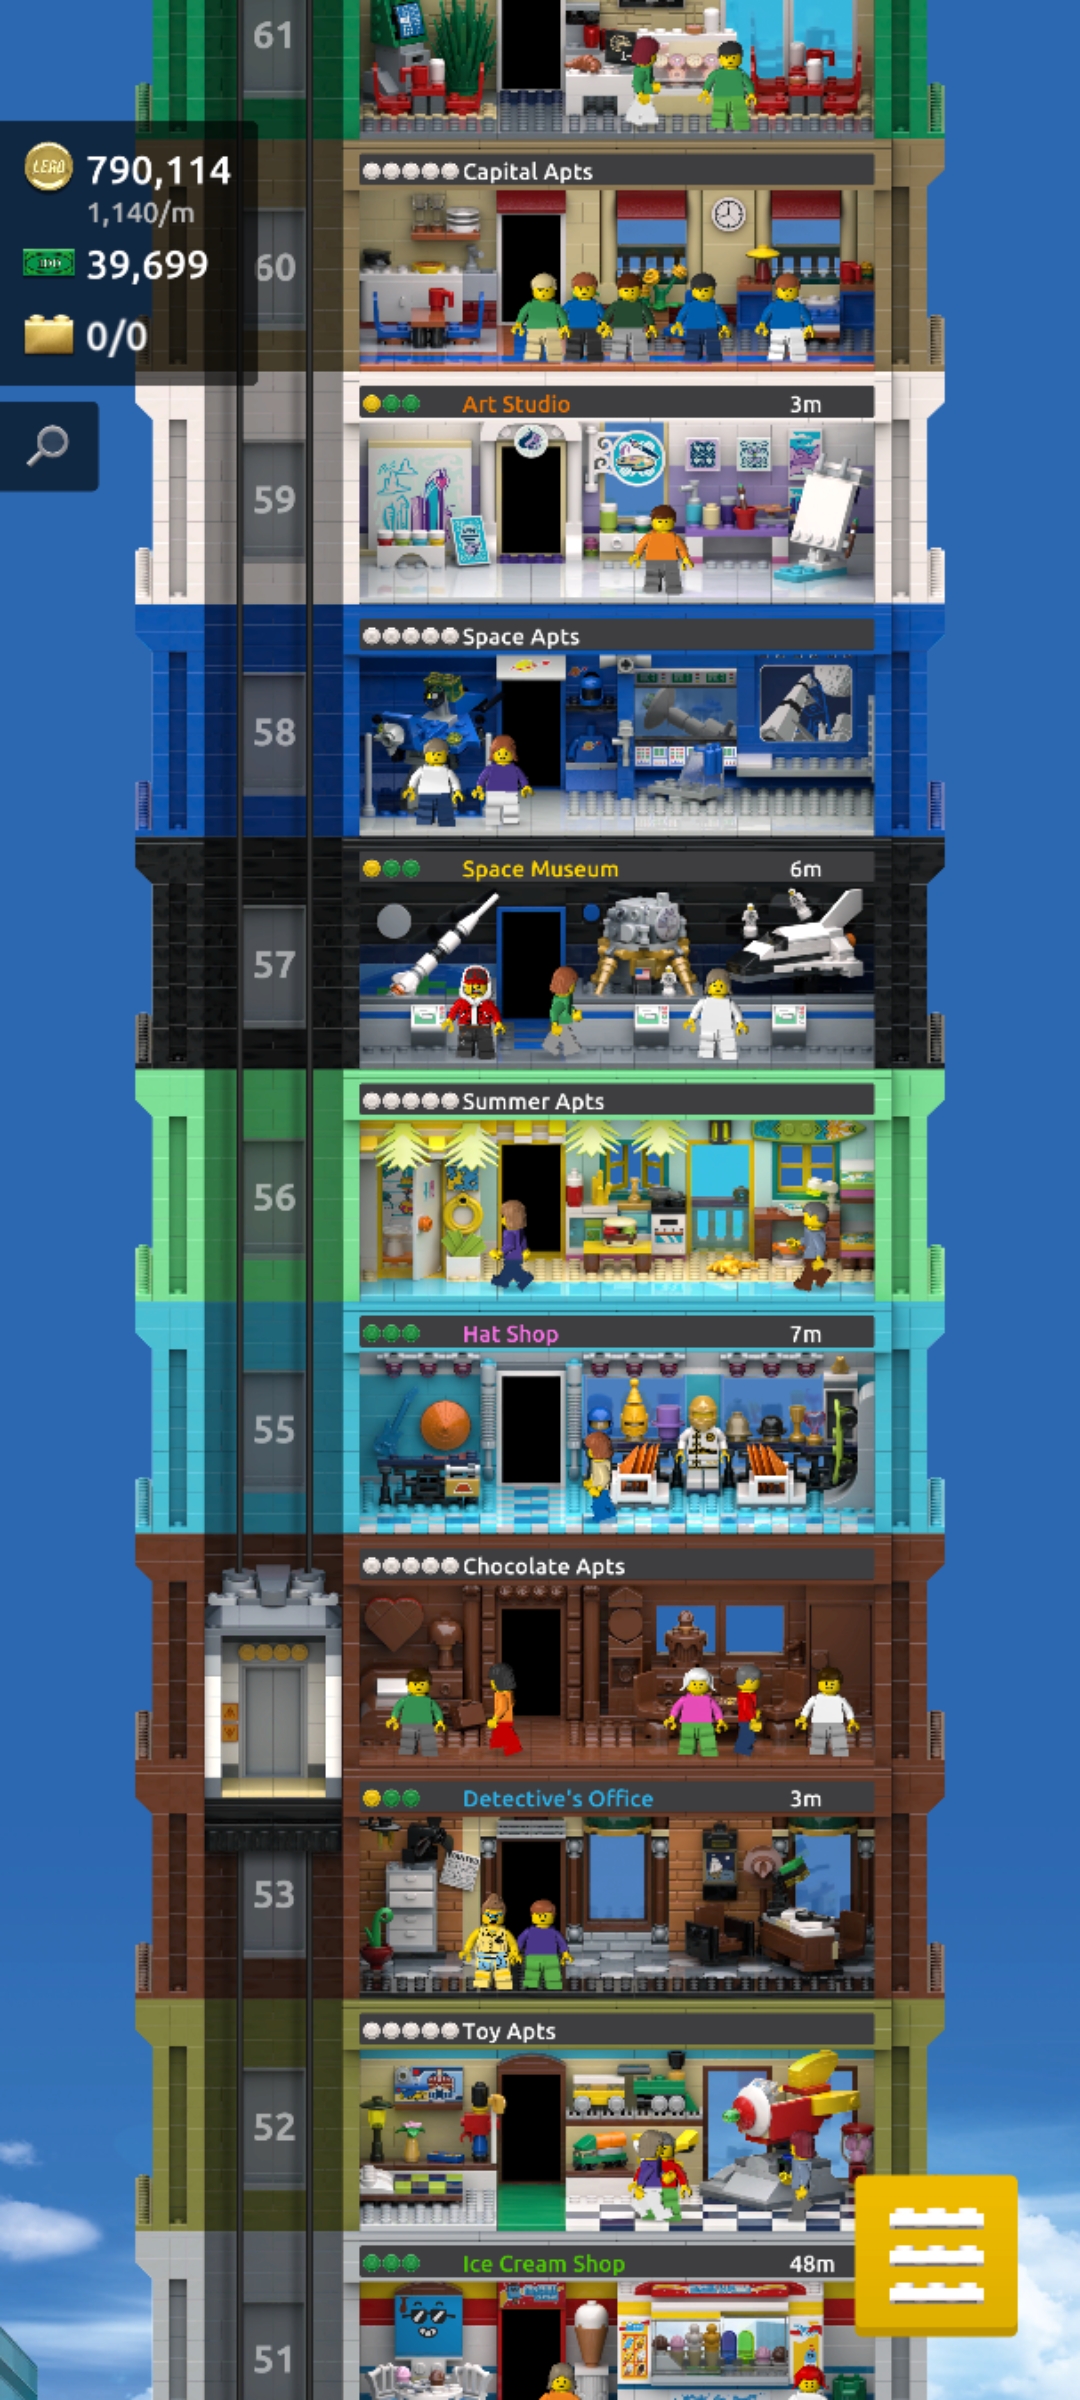 61
LEGO
790,114
1,140/m
39,699
0/0
Capital Apts
60
Art Studio 3m
59
Space Apts
58
Space Museum 6m
57
Summer Apts
56
Hat Shop 7m
55
Chocolate Apts
Detective's Office 3m
53
Toy Apts
52
Ice Cream Shop 48m
51